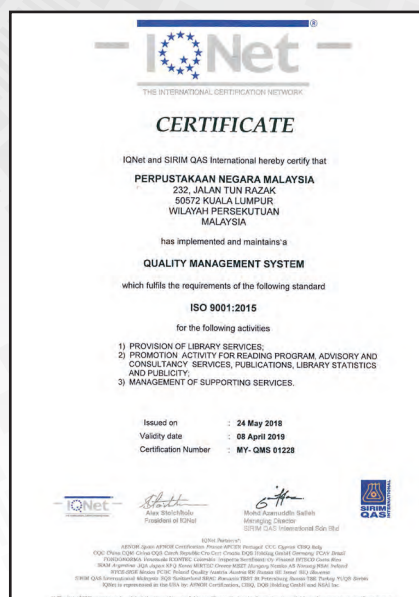 IQNet
®
THE INTERNATIONAL CERTIFICATION NETWORK
CERTIFICATE
IQNet and SIRIM QAS International hereby certify that
PERPUSTAKAAN NEGARA MALAYSIA
232, JALAN TUN RAZAK
50572 KUALA LUMPUR
WILAYAH PERSEKUTUAN
MALAYSIA
has implemented and maintains a
QUALITY MANAGEMENT SYSTEM
which fulfils the requirements of the following standard
ISO 9001:2015
for the following activities
1) PROVISION OF LIBRARY SERVICES;
2) PROMOTION ACTIVITY FOR READING PROGRAM, ADVISORY AND
CONSULTANCY SERVICES, PUBLICATIONS, LIBRARY STATISTICS
AND PUBLICITY;
3) MANAGEMENT OF SUPPORTING SERVICES.
Issued on : 24 May 2018
Validity date : 08 April 2019
Certification Number : MY- QMS 01228
IQNet
Alex Stoichitoiu
President of IQNet
Mohd Azanuddin Salleh
Managing Director
SIRIM QAS International Sdn Bhd
SIRIM
QAS
INTERNATIONAL
IQNet Partners*: